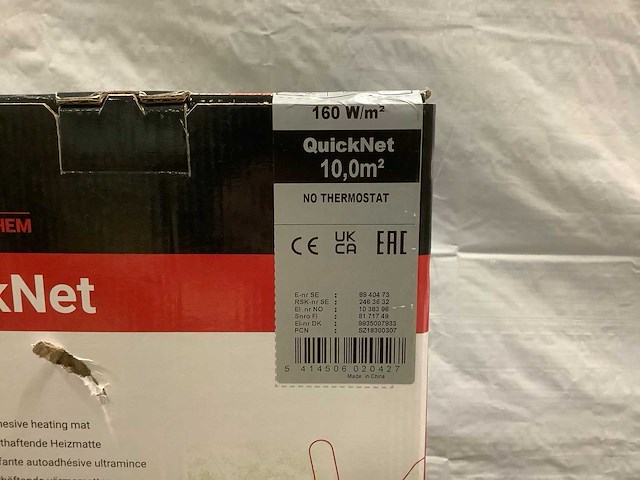 160 W/m²
QuickNet
10,0m²
NO THERMOSTAT
CE UK CA EAC
E-nr SE : 89 404 73
RSK-nr SE : 246 36 32
El .nr NO : 10 383 96
Snro FI : 81 717 49
El-nr DK : 9935007933
PCN : SZ18300307
5 414506 020427
Made in China
HEM
kNet
hesive heating mat
thaftende Heizmatte
fante autoadhésive ultramince